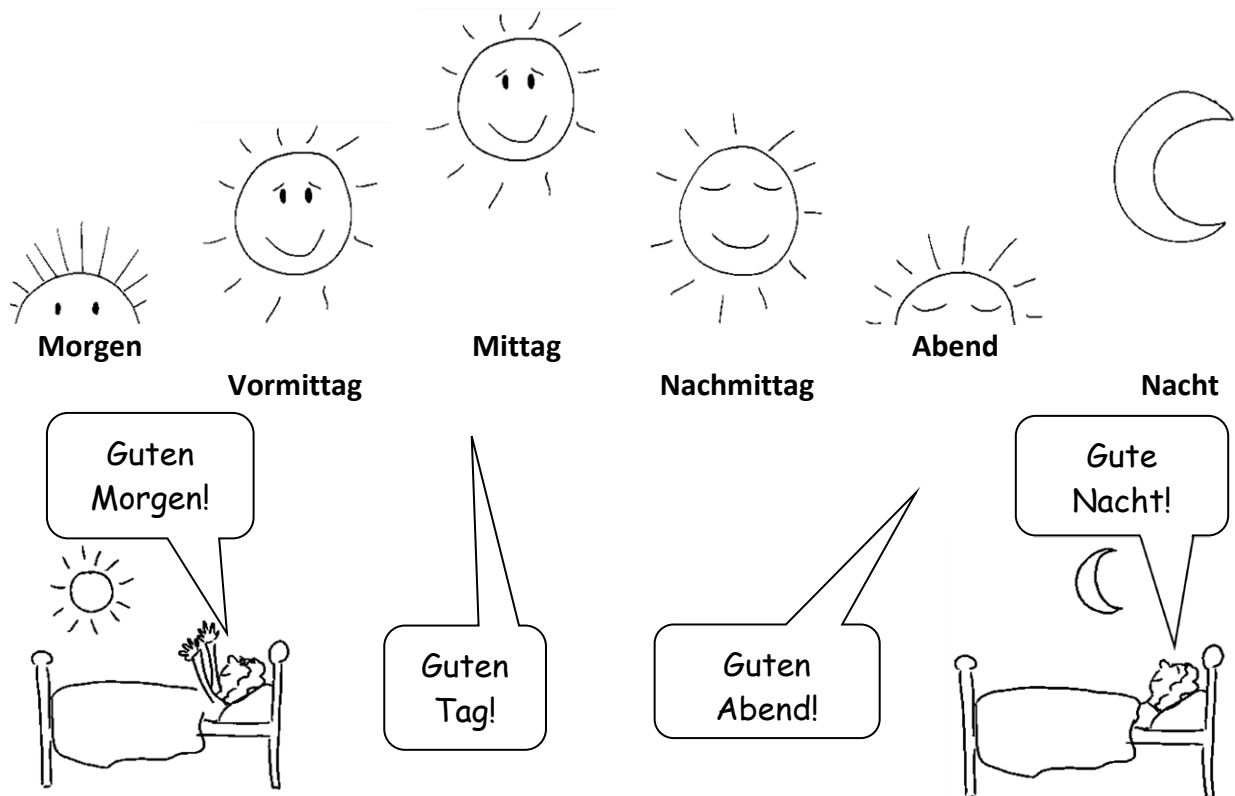 Morgen
Mittag
Abend
Vormittag
Nachmittag
Nacht
Guten
Morgen!
Gute
Nacht!
Guten
Tag!
Guten
Abend!